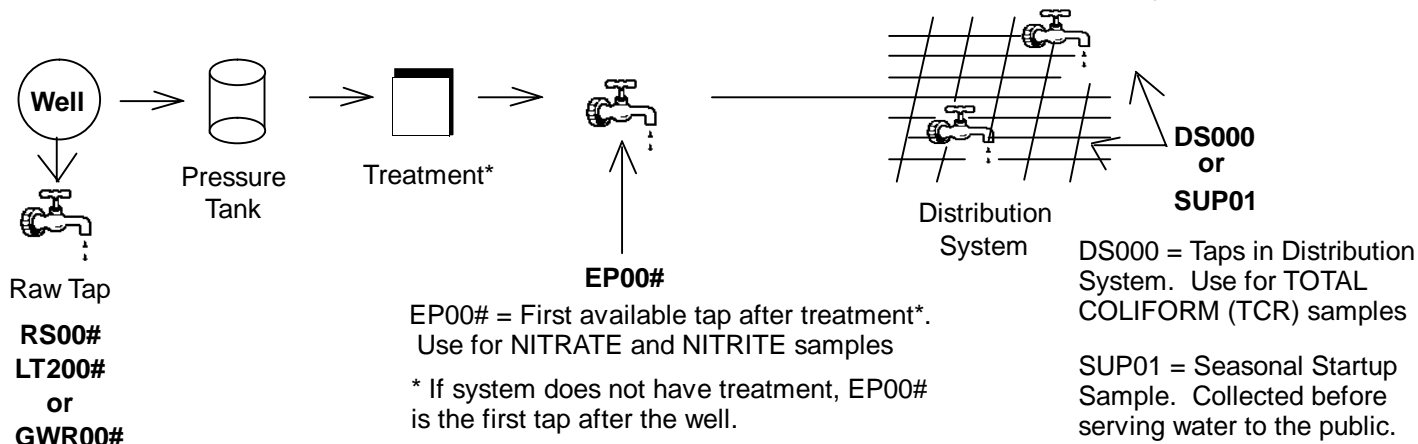 Well
Pressure
Tank
Treatment*
Raw Tap
RS00#
LT200#
or
GWR00#
EP00#
EP00# = First available tap after treatment*.
Use for NITRATE and NITRITE samples
* If system does not have treatment, EP00#
is the first tap after the well.
Distribution
System
DS000
or
SUP01
DS000 = Taps in Distribution
System. Use for TOTAL
COLIFORM (TCR) samples
SUP01 = Seasonal Startup
Sample. Collected before
serving water to the public.